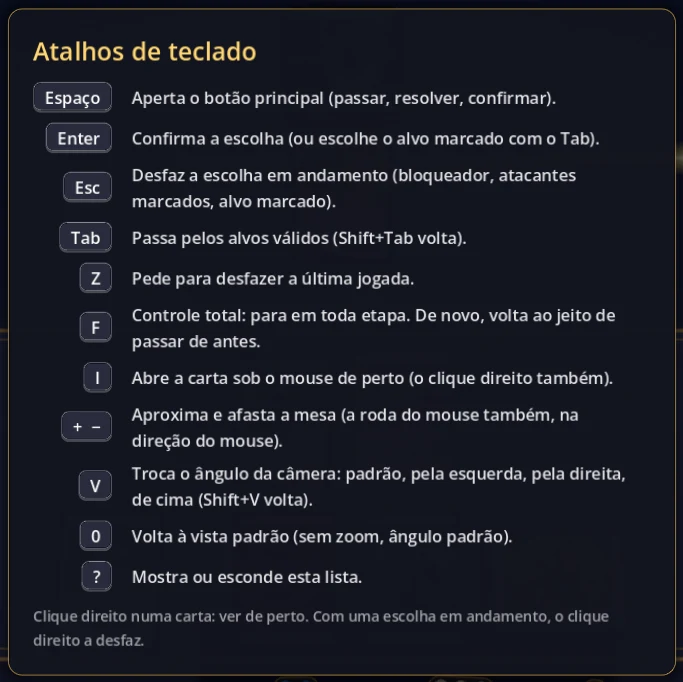 Atalhos de teclado
Espaço Aperta o botão principal (passar, resolver, confirmar).
Enter Confirma a escolha (ou escolhe o alvo marcado com o Tab).
Esc Desfaz a escolha em andamento (bloqueador, atacantes
marcados, alvo marcado).
Tab Passa pelos alvos válidos (Shift+Tab volta).
Z Pede para desfazer a última jogada.
F Controle total: para em toda etapa. De novo, volta ao jeito de
passar de antes.
I Abre a carta sob o mouse de perto (o clique direito também).
+ − Aproxima e afasta a mesa (a roda do mouse também, na
direção do mouse).
V Troca o ângulo da câmera: padrão, pela esquerda, pela direita,
de cima (Shift+V volta).
0 Volta à vista padrão (sem zoom, ângulo padrão).
? Mostra ou esconde esta lista.
Clique direito numa carta: ver de perto. Com uma escolha em andamento, o clique
direito a desfaz.